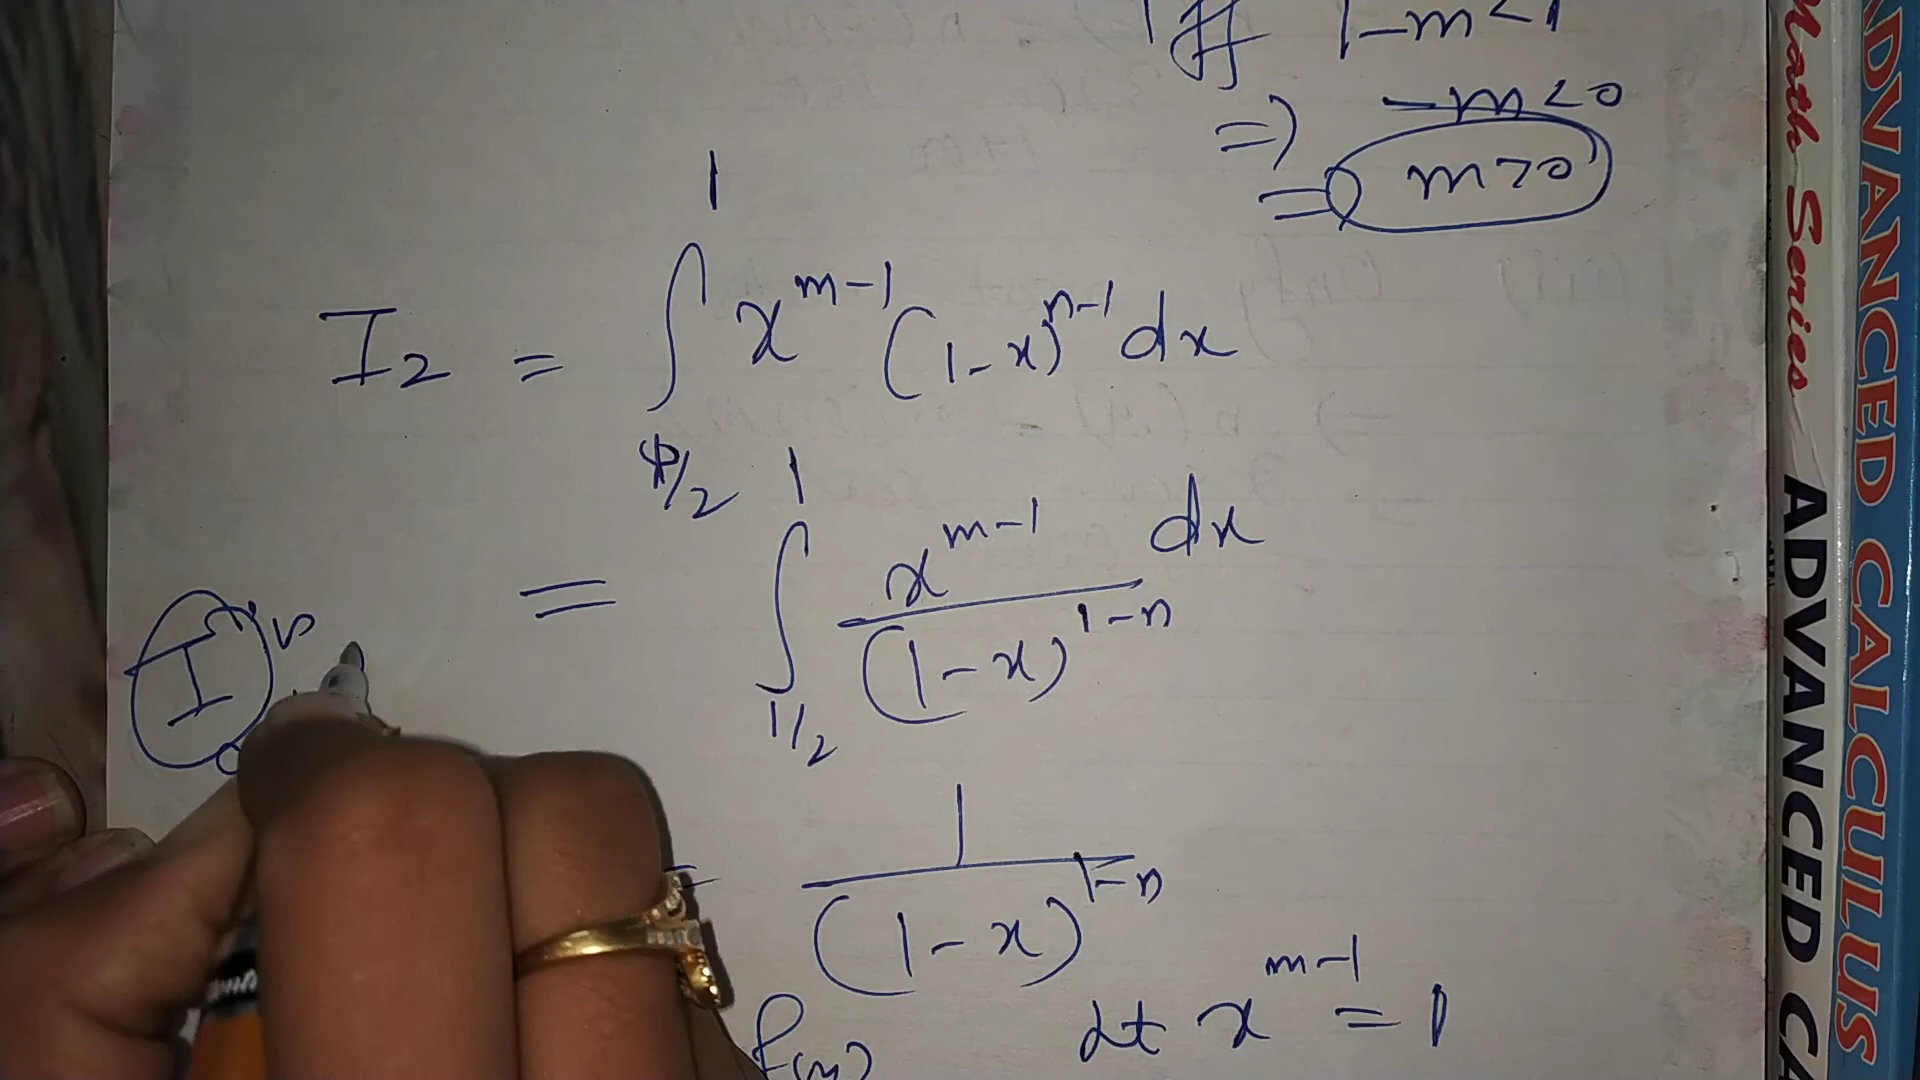 iff 1-m<1
=) -m<0
=) m>0
I₂ = ∫_{1/2}^{1} x^{m-1} (1-x)^{n-1} dx
= ∫_{1/2}^{1} x^{m-1} dx / (1-x)^{1-n}
I
= 1 / (1-x)^{1-n}
lt x^{m-1} = 1
Math Series
ADVANCED CALCULUS
ADVANCED CA